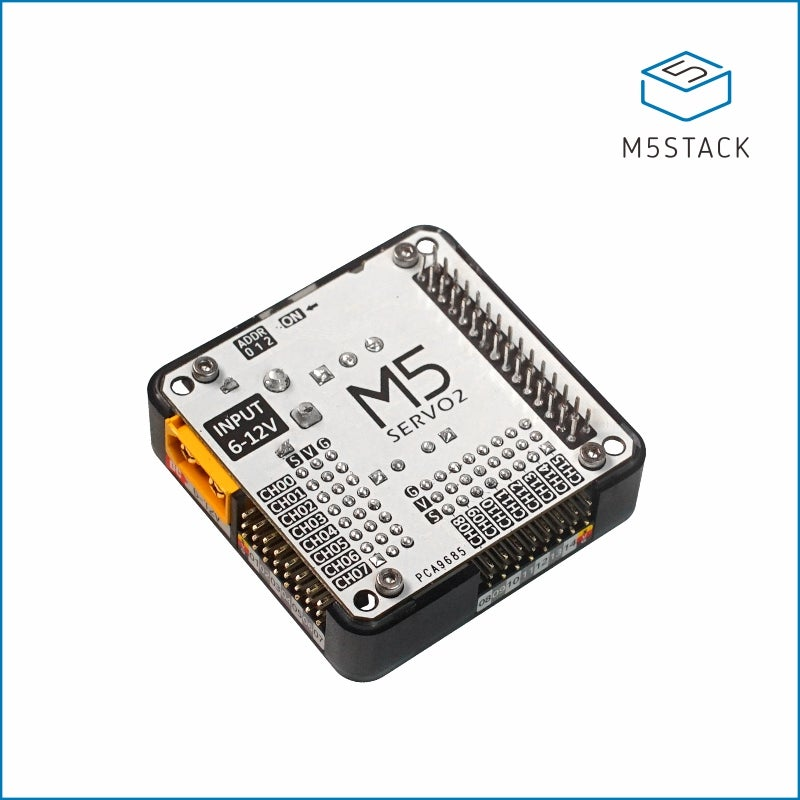 5
M5STACK
ADDR
0 1 2
ON
M5
SERVO2
INPUT
6-12V
S V G
CH00
CH01
CH02
CH03
CH04
CH05
CH06
CH07
G
V
S
CH08
CH09
CH10
CH11
CH12
CH13
CH14
CH15
PCA9685